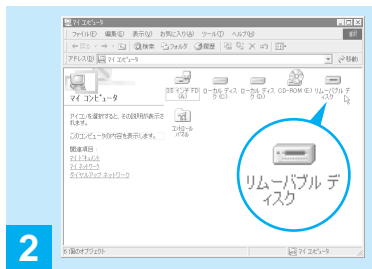 マイ コンピュータ
ファイル(F) 編集(E) 表示(V) お気に入り(A) ツール(T) ヘルプ(H)
戻る 検索 フォルダ 履歴
アドレス(D) マイ コンピュータ 移動
マイ コンピュータ
アイコンを選択すると、その説明が表示さ
れます。
このコンピュータの内容を表示します。
関連項目:
マイ ドキュメント
マイ ネットワーク
ダイヤルアップ ネットワーク
3.5 インチ FD
(A)
ローカル ディス
ク (C)
ローカル ディス
ク (D)
CD-ROM (E)
リムーバブル デ
ィスク
コントロール
パネル
リムーバブル デ
ィスク
2
6 個のオブジェクト
マイ コンピュータ